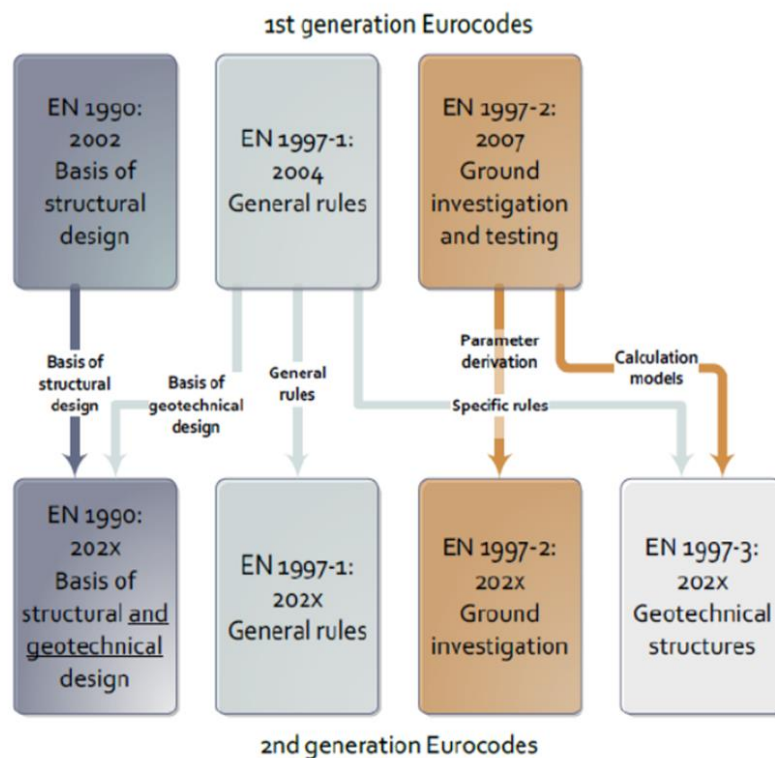 1st generation Eurocodes
EN 1990:
2002
Basis of
structural
design
EN 1997-1:
2004
General rules
EN 1997-2:
2007
Ground
investigation
and testing
Basis of
structural
design
Basis of
geotechnical
design
General
rules
Parameter
derivation
Specific rules
Calculation
models
EN 1990:
202X
Basis of
structural and
geotechnical
design
EN 1997-1:
202X
General rules
EN 1997-2:
202X
Ground
investigation
EN 1997-3:
202X
Geotechnical
structures
2nd generation Eurocodes